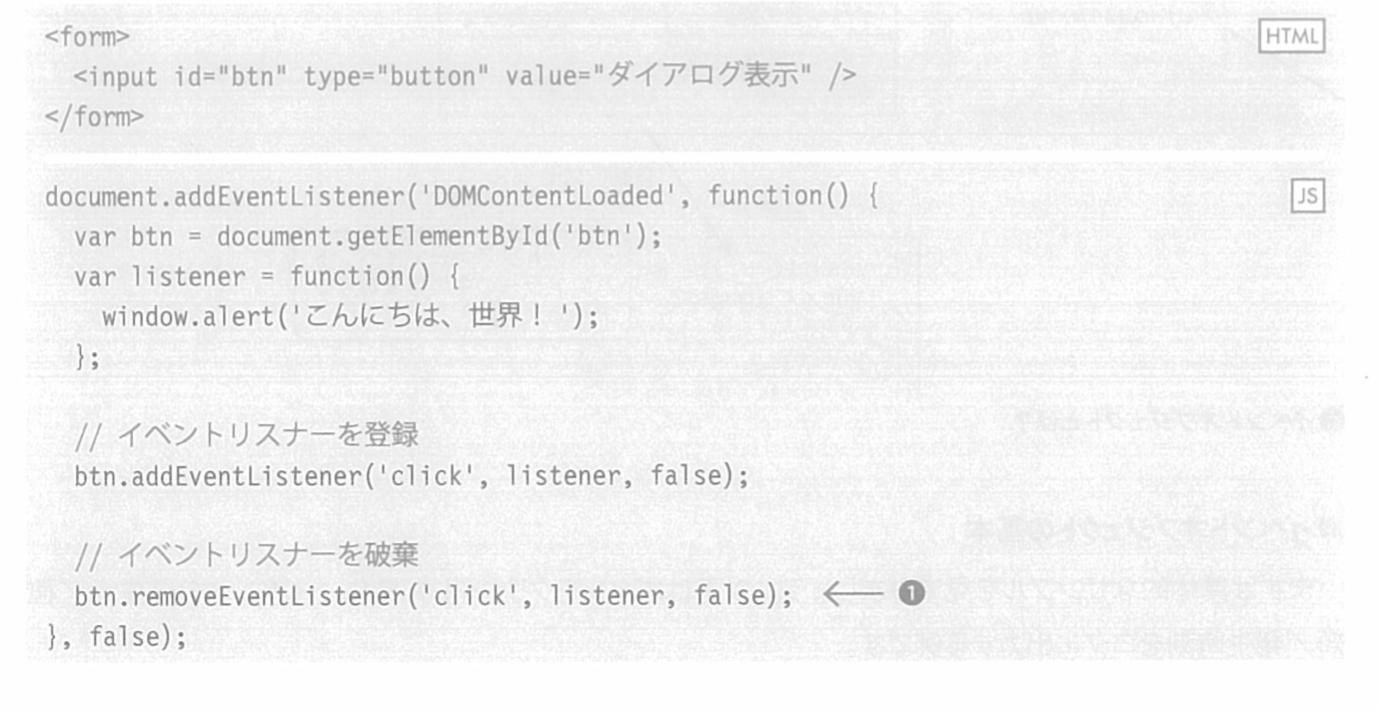 <form>
HTML
<input id="btn" type="button" value="ダイアログ表示" />
</form>
document.addEventListener('DOMContentLoaded', function() {
JS
var btn = document.getElementById('btn');
var listener = function() {
window.alert('こんにちは、世界！');
};
// イベントリスナーを登録
btn.addEventListener('click', listener, false);
// イベントリスナーを破棄
btn.removeEventListener('click', listener, false); ← ❶
}, false);